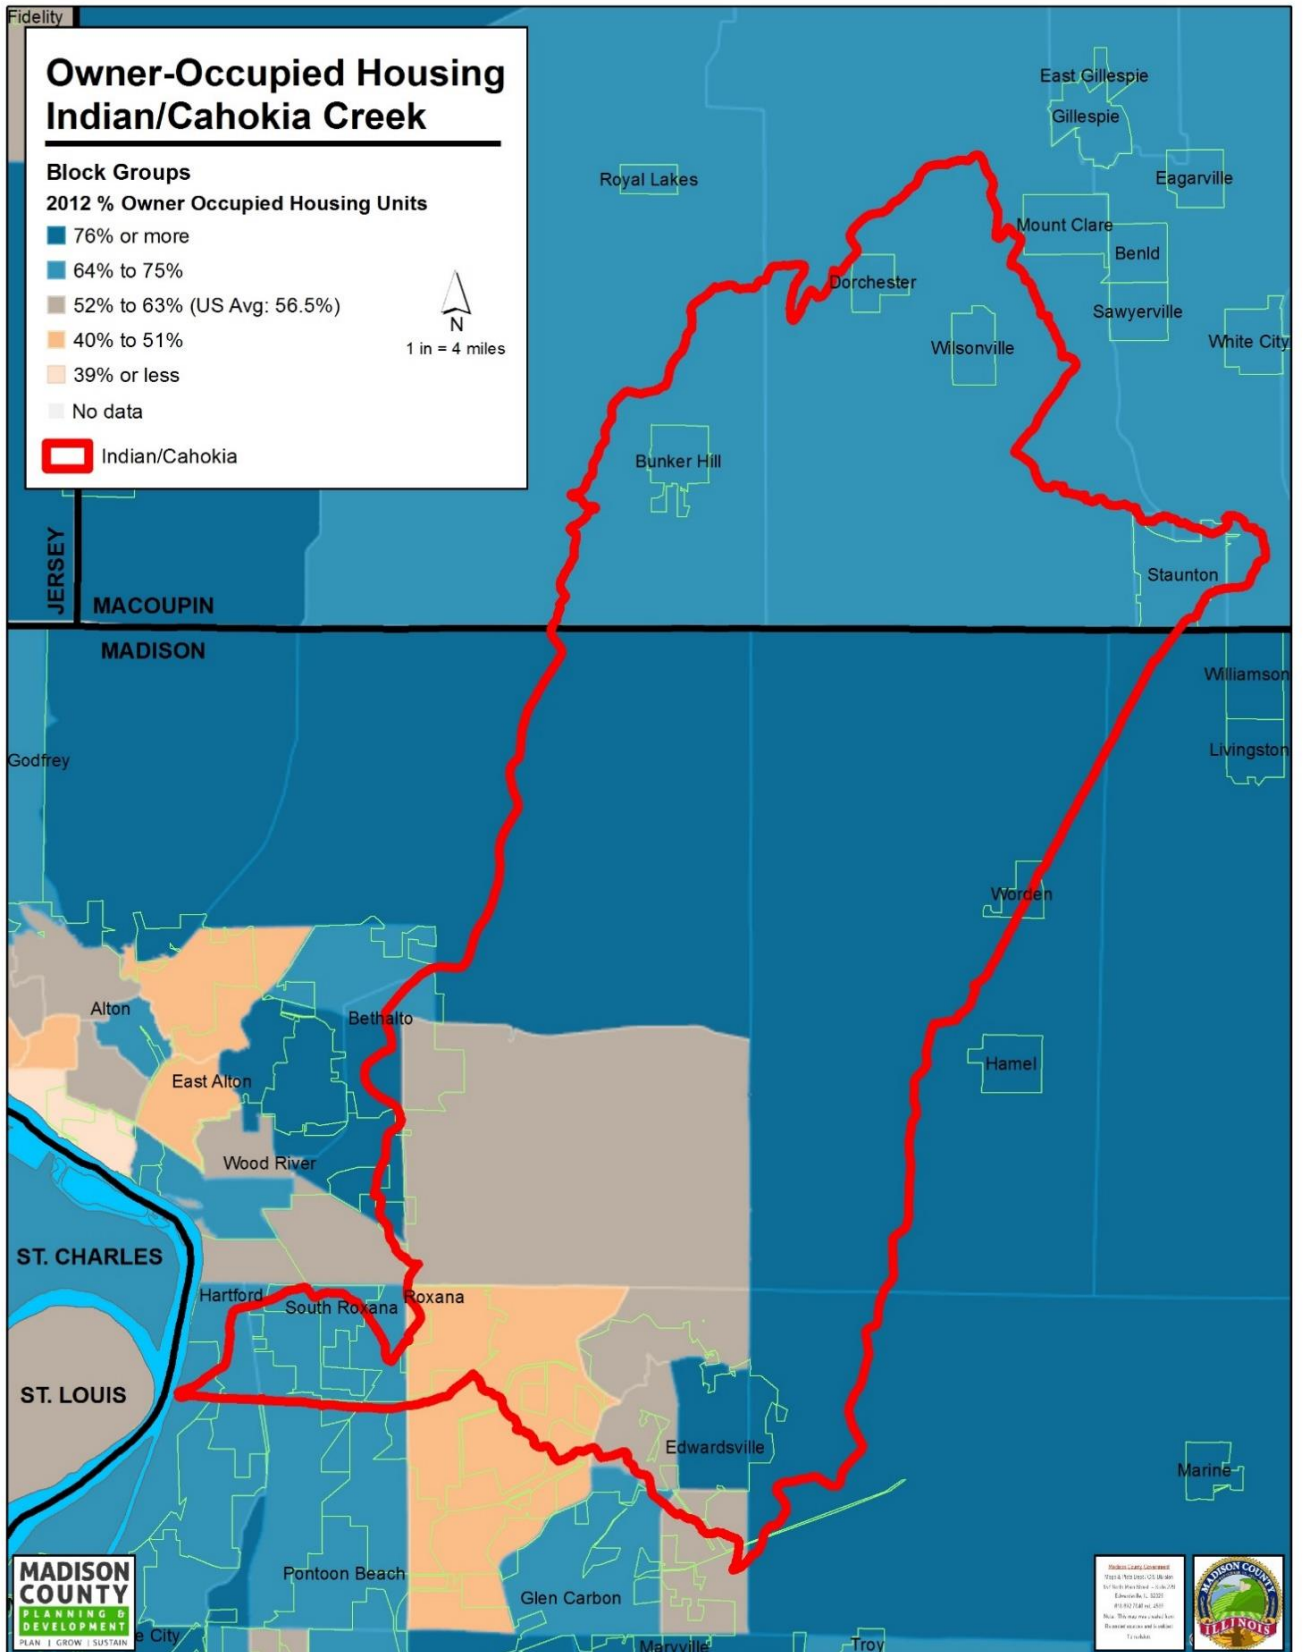 Fidelity
Owner-Occupied Housing
Indian/Cahokia Creek
Block Groups
2012 % Owner Occupied Housing Units
76% or more
64% to 75%
52% to 63% (US Avg: 56.5%)
40% to 51%
39% or less
No data
Indian/Cahokia
N
1 in = 4 miles
East Gillespie
Gillespie
Royal Lakes
Eagarville
Mount Clare
Benld
Dorchester
Sawyerville
Wilsonville
White City
Bunker Hill
Staunton
JERSEY
MACOUPIN
MADISON
Williamson
Livingston
Godfrey
Worden
Alton
Bethalto
Hamel
East Alton
Wood River
ST. CHARLES
Hartford
South Roxana
Roxana
ST. LOUIS
Edwardsville
Marine
Pontoon Beach
Glen Carbon
e City
Maryville
Troy
MADISON
COUNTY
PLANNING &
DEVELOPMENT
PLAN | GROW | SUSTAIN
Madison County Government
MADISON COUNTY
ILLINOIS